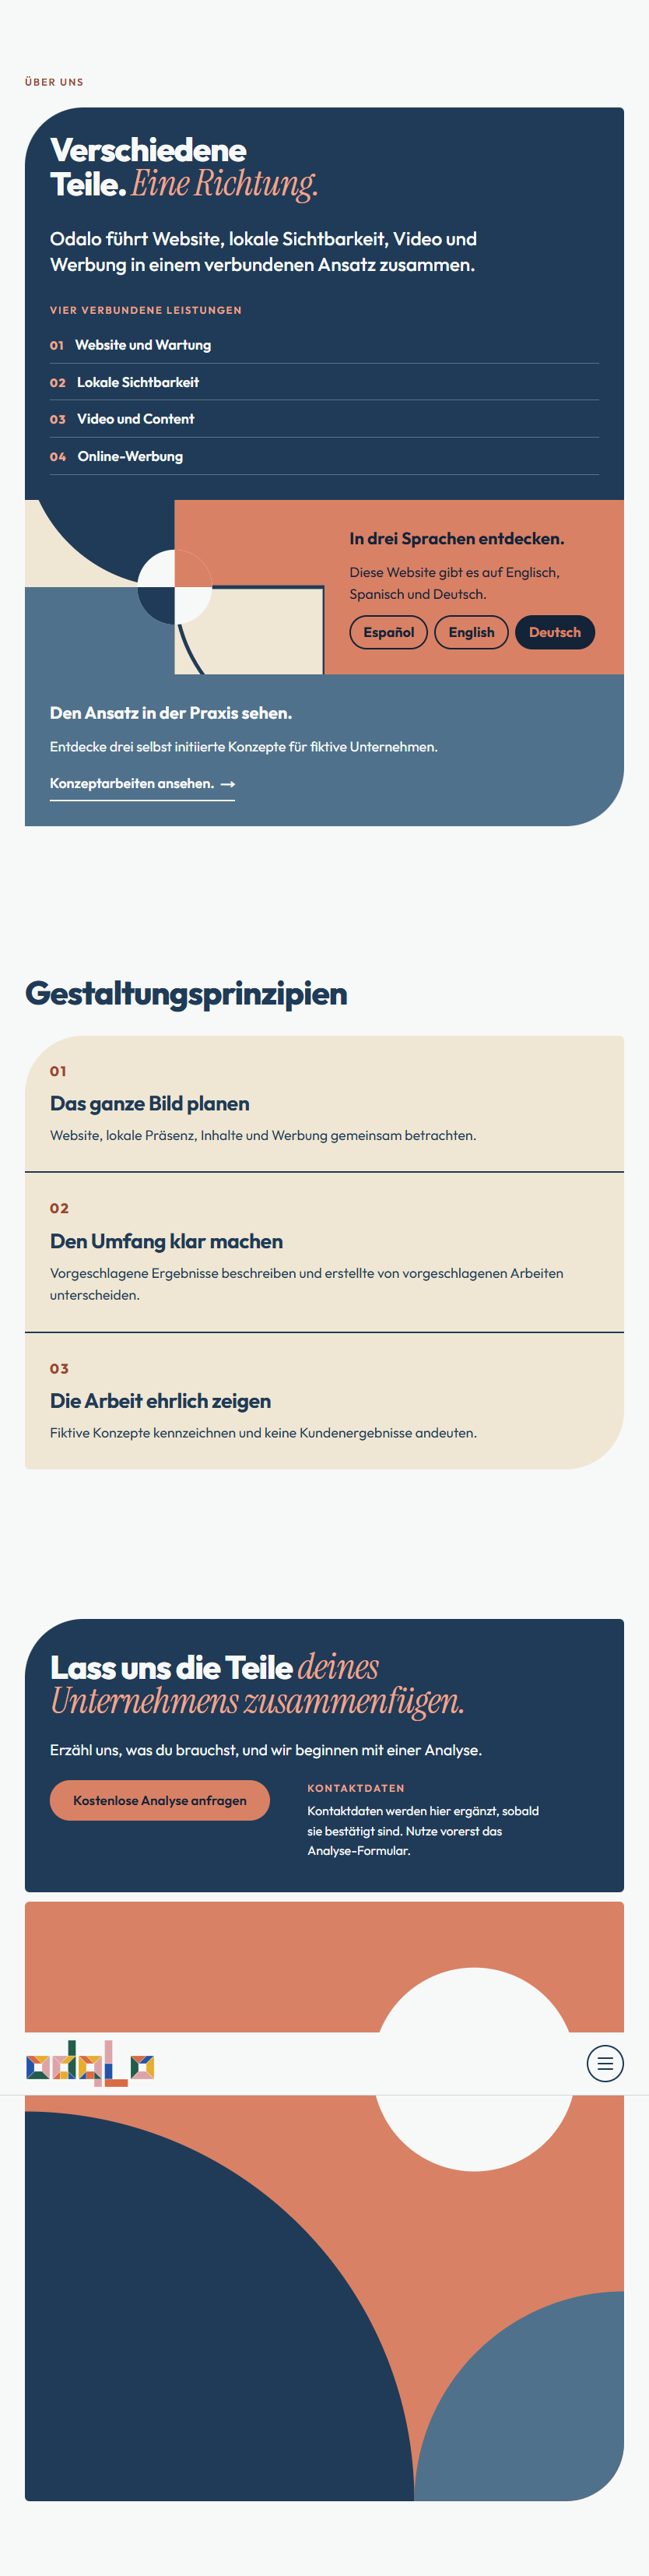 ÜBER UNS
Verschiedene
Teile. Eine Richtung.
Odalo führt Website, lokale Sichtbarkeit, Video und
Werbung in einem verbundenen Ansatz zusammen.
VIER VERBUNDENE LEISTUNGEN
01 Website und Wartung
02 Lokale Sichtbarkeit
03 Video und Content
04 Online-Werbung
In drei Sprachen entdecken.
Diese Website gibt es auf Englisch,
Spanisch und Deutsch.
Español English Deutsch
Den Ansatz in der Praxis sehen.
Entdecke drei selbst initiierte Konzepte für fiktive Unternehmen.
Konzeptarbeiten ansehen. →
Gestaltungsprinzipien
01
Das ganze Bild planen
Website, lokale Präsenz, Inhalte und Werbung gemeinsam betrachten.
02
Den Umfang klar machen
Vorgeschlagene Ergebnisse beschreiben und erstellte von vorgeschlagenen Arbeiten
unterscheiden.
03
Die Arbeit ehrlich zeigen
Fiktive Konzepte kennzeichnen und keine Kundenergebnisse andeuten.
Lass uns die Teile deines
Unternehmens zusammenfügen.
Erzähl uns, was du brauchst, und wir beginnen mit einer Analyse.
Kostenlose Analyse anfragen
KONTAKTDATEN
Kontaktdaten werden hier ergänzt, sobald
sie bestätigt sind. Nutze vorerst das
Analyse-Formular.
odalo